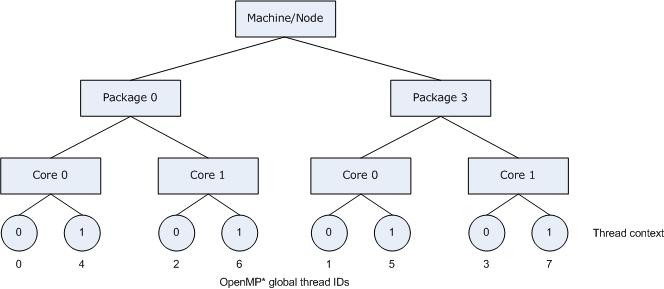 Machine/Node
Package 0 Package 3
Core 0 Core 1 Core 0 Core 1
0 1 0 1 0 1 0 1 Thread context
0 4 2 6 1 5 3 7
OpenMP* global thread IDs